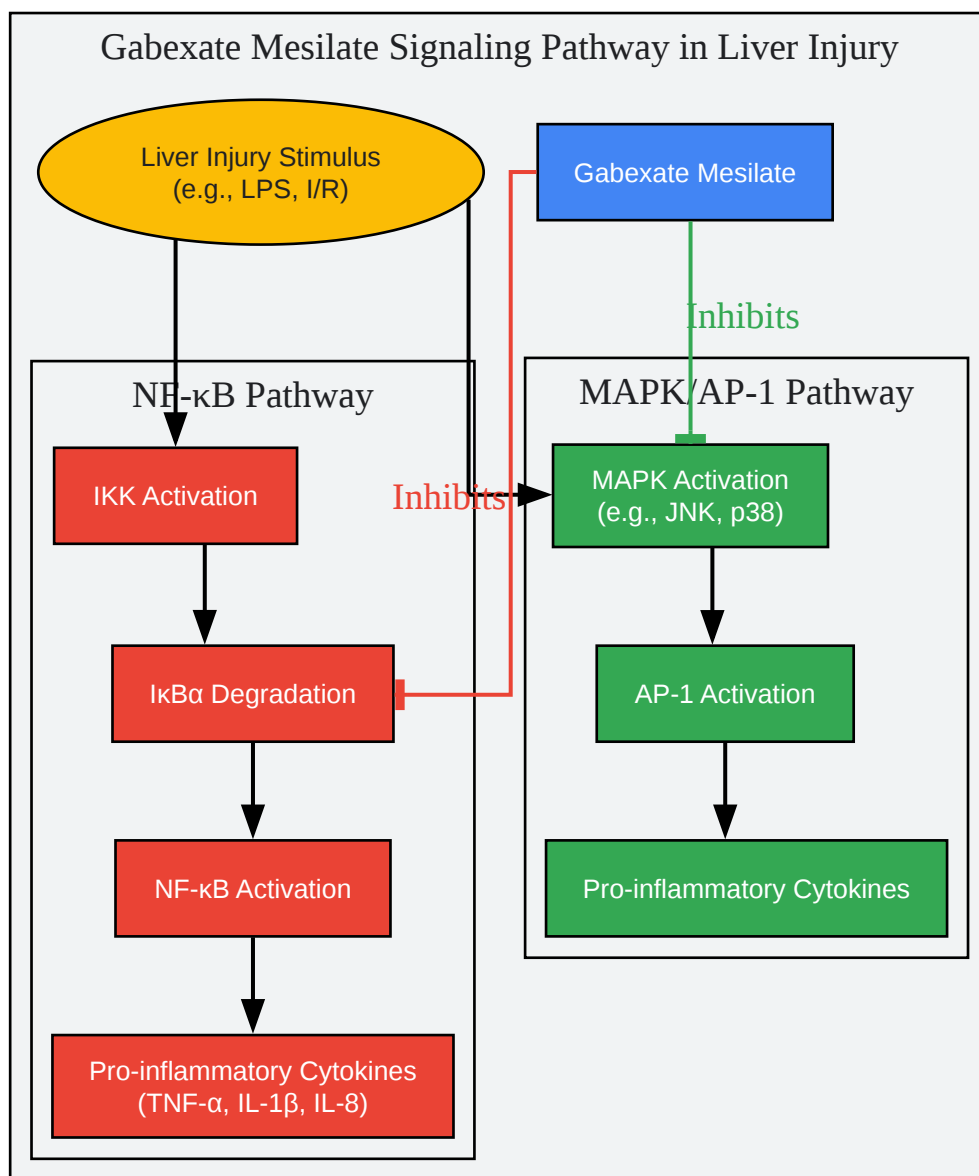 Gabexate Mesilate Signaling Pathway in Liver Injury
Liver Injury Stimulus
(e.g., LPS, I/R)
Gabexate Mesilate
Inhibits
NF-κB Pathway
MAPK/AP-1 Pathway
IKK Activation
Inhibits
MAPK Activation
(e.g., JNK, p38)
IκBα Degradation
AP-1 Activation
NF-κB Activation
Pro-inflammatory Cytokines
Pro-inflammatory Cytokines
(TNF-α, IL-1β, IL-8)